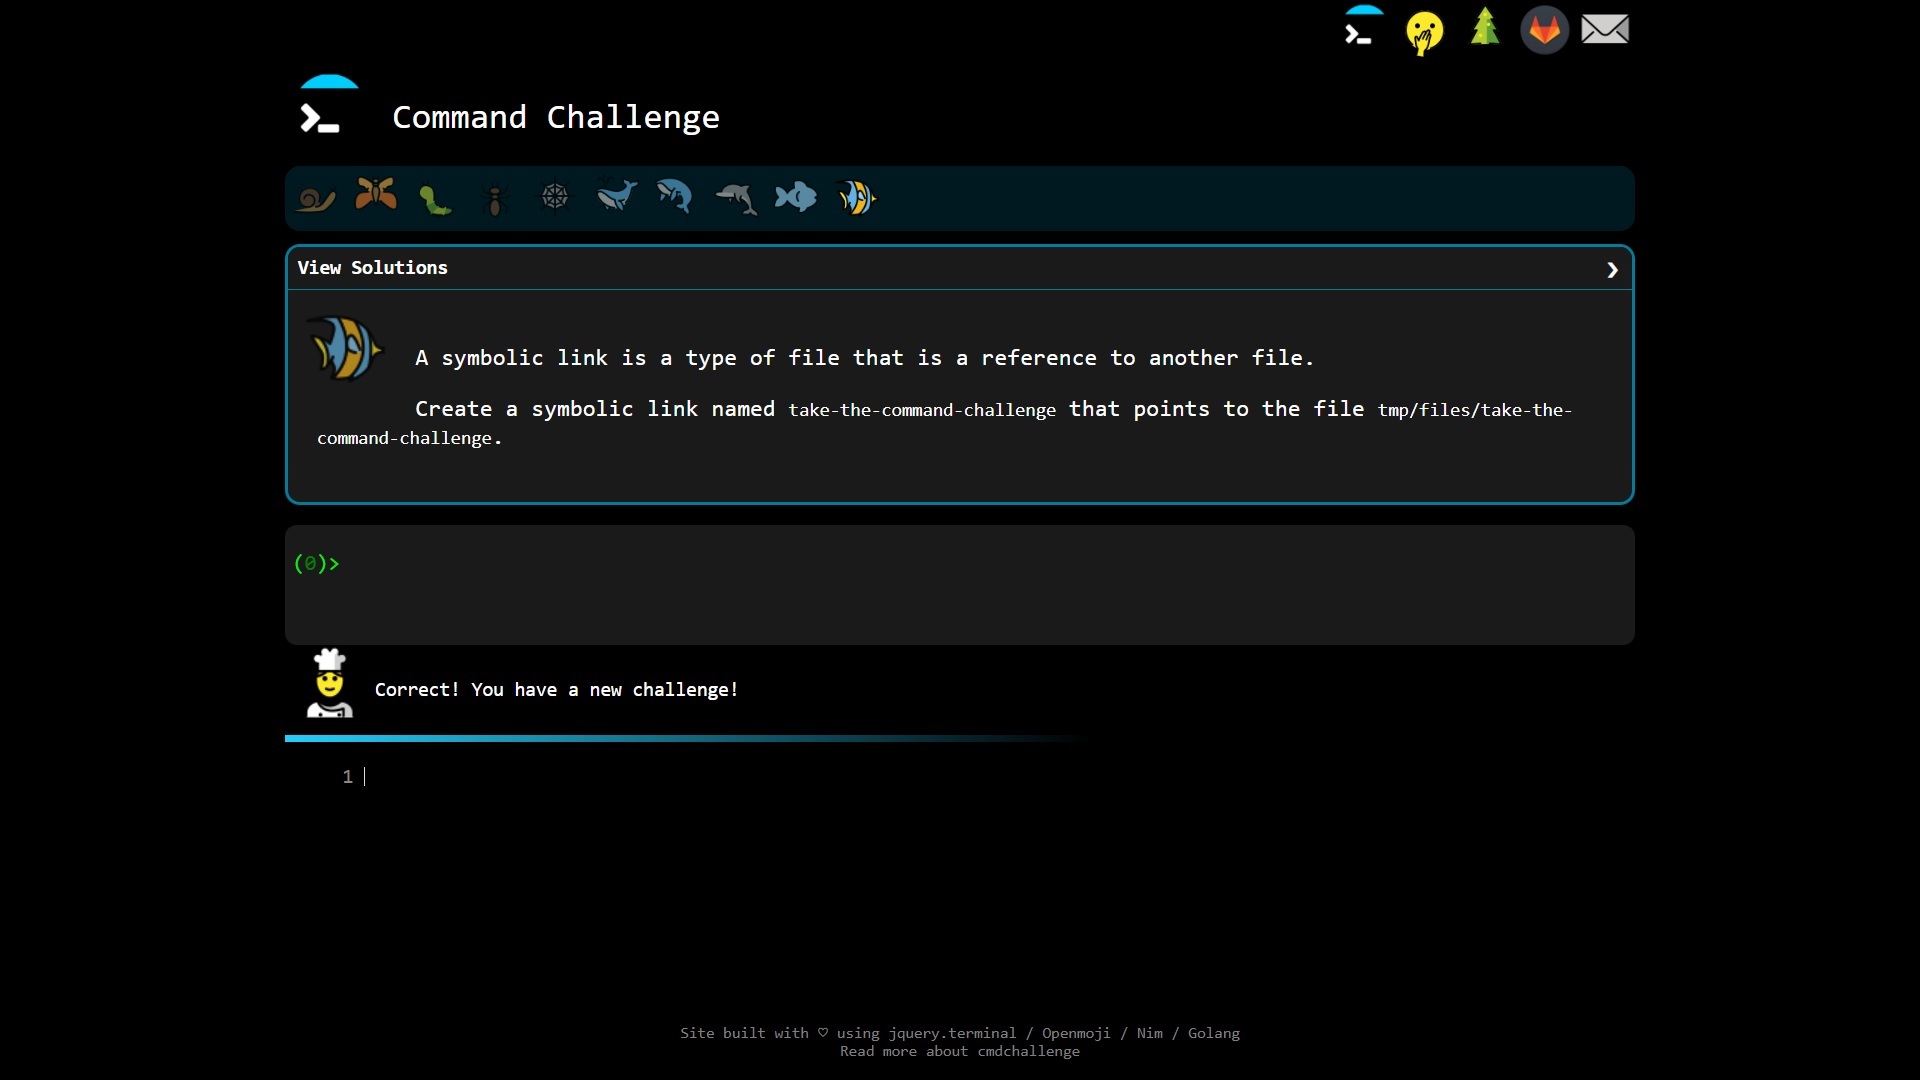 Command Challenge
View Solutions
A symbolic link is a type of file that is a reference to another file.
Create a symbolic link named take-the-command-challenge that points to the file tmp/files/take-the-
command-challenge.
(0)>
Correct! You have a new challenge!
1
Site built with ♡ using jquery.terminal / Openmoji / Nim / Golang
Read more about cmdchallenge